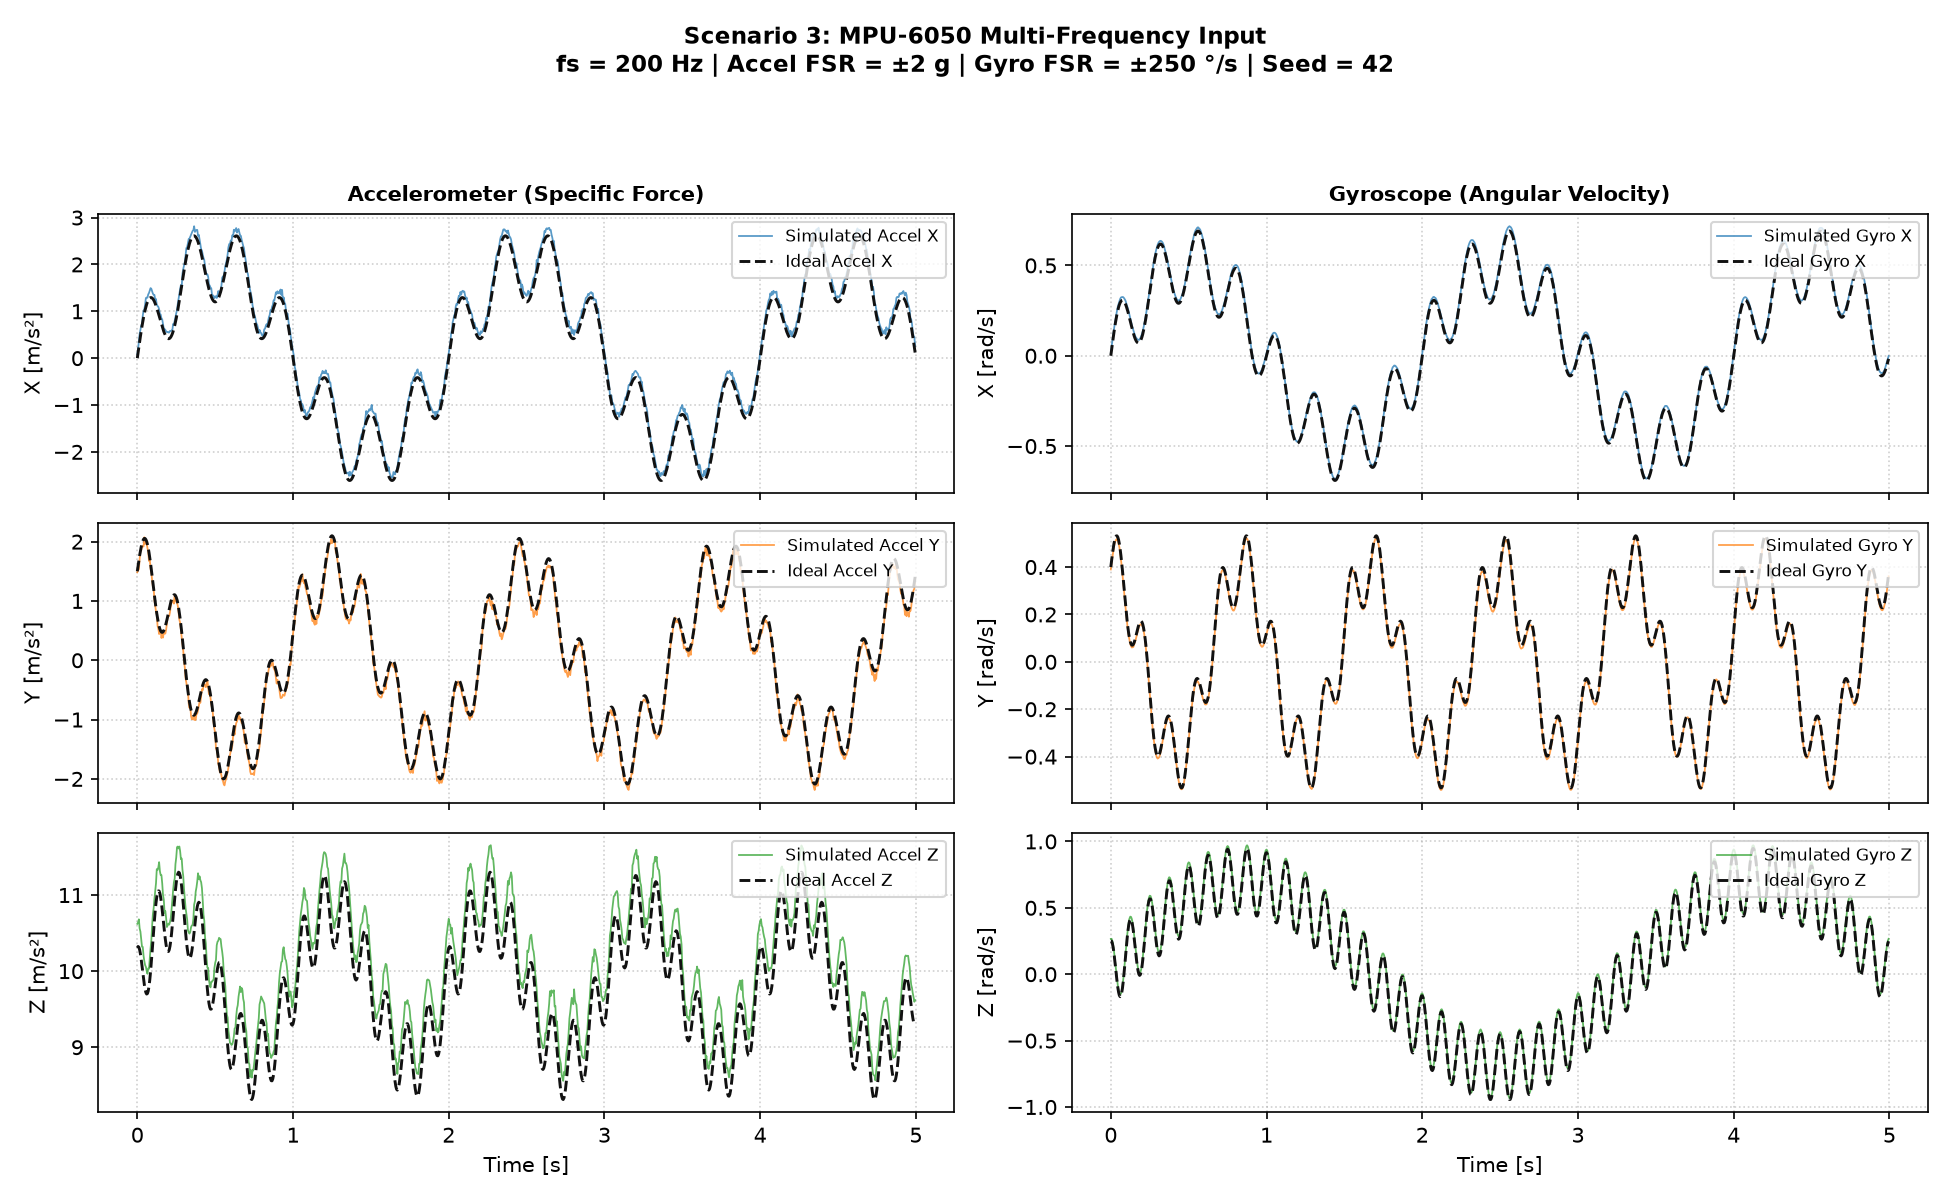 Scenario 3: MPU-6050 Multi-Frequency Input
fs = 200 Hz | Accel FSR = ±2 g | Gyro FSR = ±250 °/s | Seed = 42
Accelerometer (Specific Force)
X [m/s²]
3
2
1
0
−1
−2
Simulated Accel X
Ideal Accel X
Gyroscope (Angular Velocity)
X [rad/s]
0.5
0.0
−0.5
Simulated Gyro X
Ideal Gyro X
Y [m/s²]
2
1
0
−1
−2
Simulated Accel Y
Ideal Accel Y
Y [rad/s]
0.4
0.2
0.0
−0.2
−0.4
Simulated Gyro Y
Ideal Gyro Y
Z [m/s²]
11
10
9
Simulated Accel Z
Ideal Accel Z
0 1 2 3 4 5
Time [s]
Z [rad/s]
1.0
0.5
0.0
−0.5
−1.0
Simulated Gyro Z
Ideal Gyro Z
0 1 2 3 4 5
Time [s]